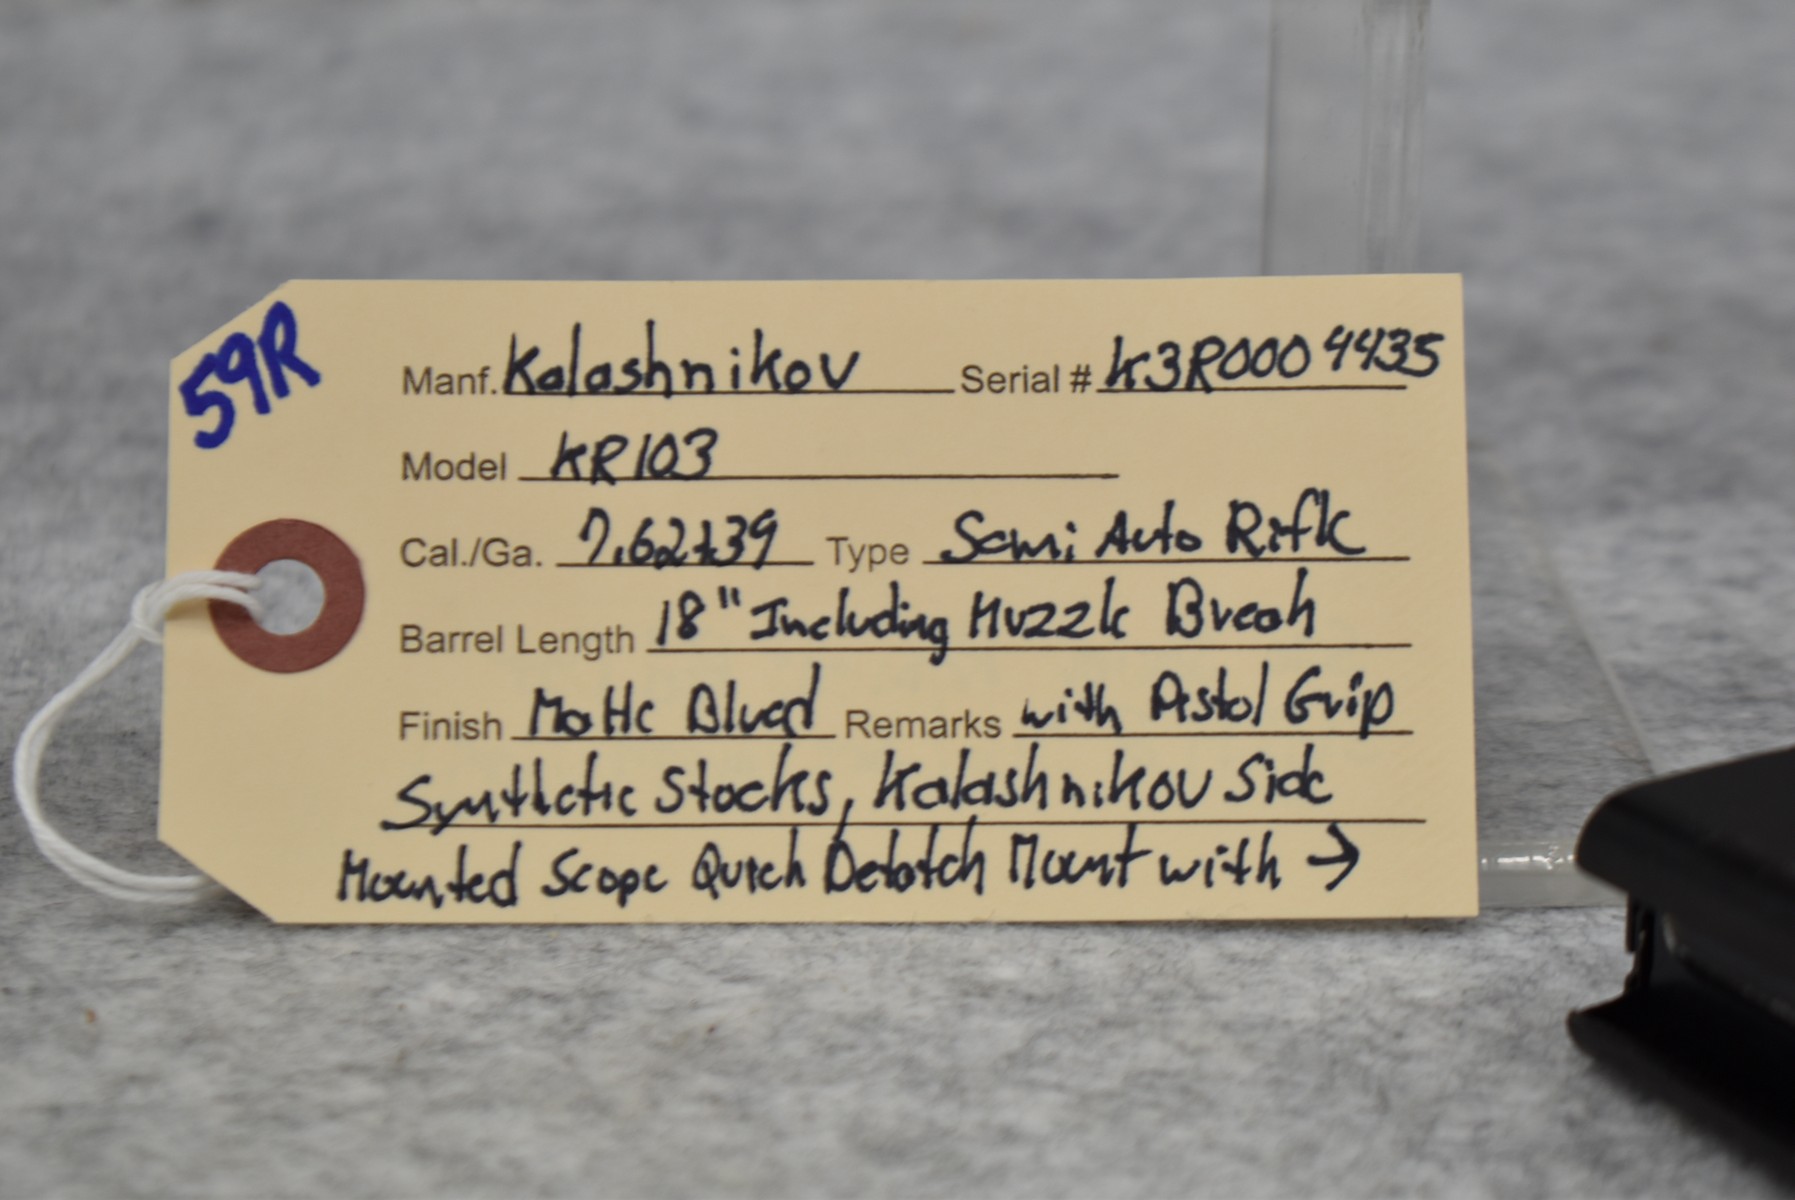 59R
Manf. Kalashnikov Serial # K3R0004435
Model KR103
Cal./Ga. 7.62x39 Type Semi Auto Rifle
Barrel Length 18" Including Muzzle Break
Finish Matte Blued Remarks with Pistol Grip
Synthetic Stocks, Kalashnikov Side
Mounted Scope Quick Detatch Mount with →